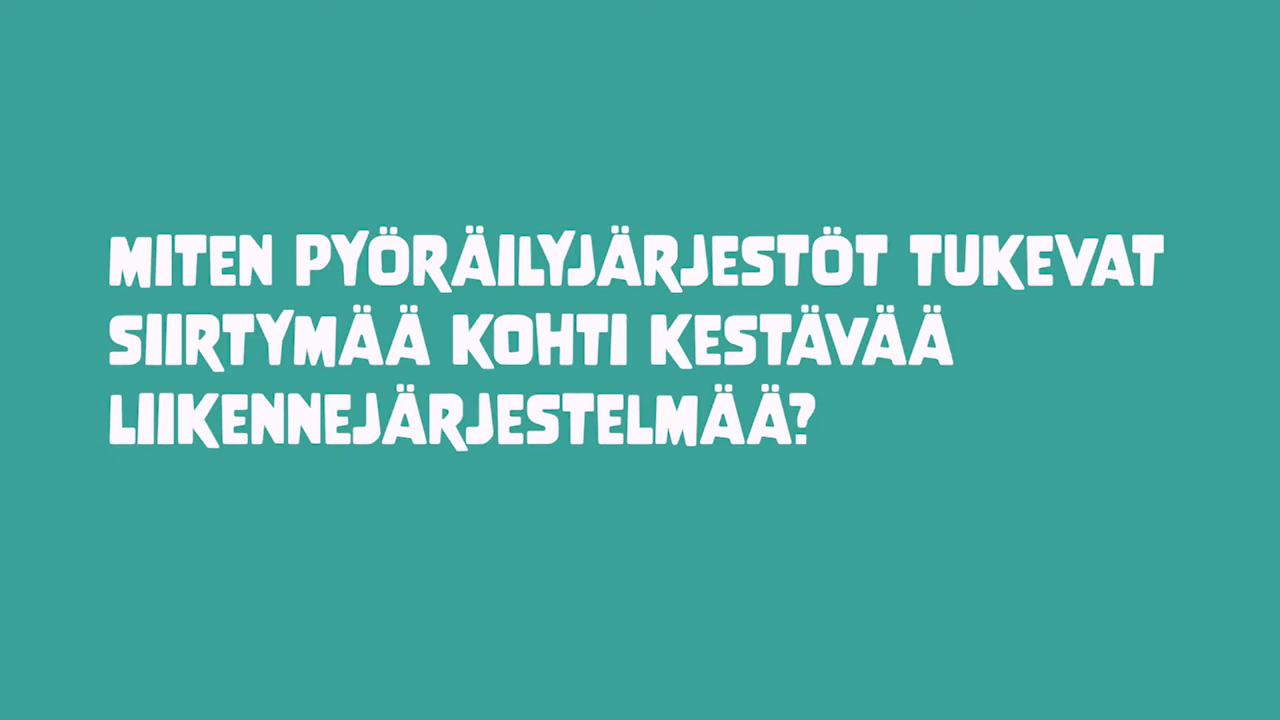 MITEN PYÖRÄILYJÄRJESTÖT TUKEVAT
SIIRTYMÄÄ KOHTI KESTÄVÄÄ
LIIKENNEJÄRJESTELMÄÄ?